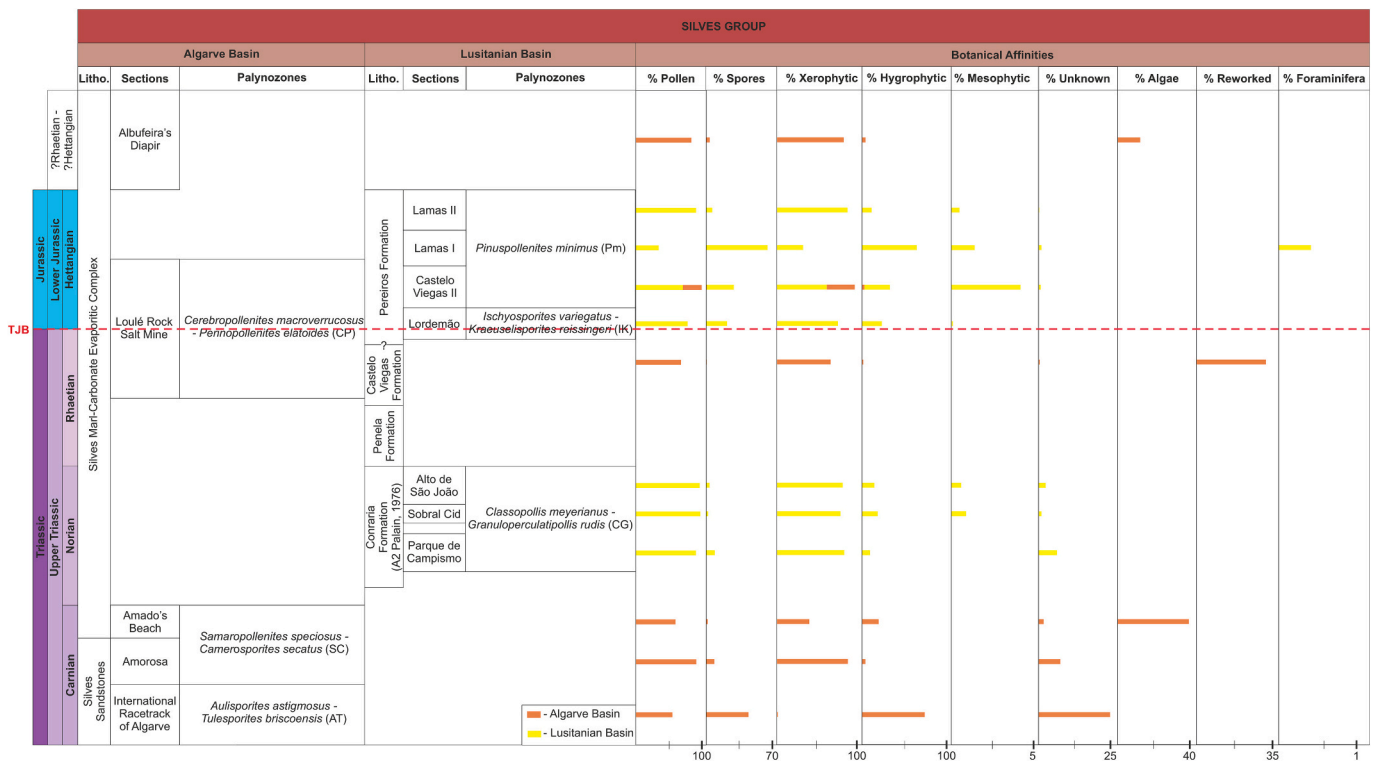 SILVES GROUP
Algarve Basin
Lusitanian Basin
Botanical Affinities
Litho.
Sections
Palynozones
Litho.
Sections
Palynozones
% Pollen
% Spores
% Xerophytic
% Hygrophytic
% Mesophytic
% Unknown
% Algae
% Reworked
% Foraminifera
?Rhaetian -
?Hettangian
Albufeira's
Diapir
Jurassic
Lower Jurassic
Hettangian
Silves Marl-Carbonate Evaporitic Complex
Loulé Rock
Salt Mine
Cerebropollenites macroverrucosus
- Perinopollenites elatoides (CP)
Pereiros Formation
Lamas II
Lamas I
Castelo
Viegas II
Lordemão
Pinuspollenites minimus (Pm)
Ischyosporites variegatus -
Kraeuselisporites reissingeri (IK)
TJB
?
Triassic
Upper Triassic
Rhaetian
Castelo
Viegas
Formation
Penela
Formation
Norian
Conraria
Formation
(A2 Palain, 1976)
Alto de
São João
Sobral Cid
Parque de
Campismo
Classopollis meyerianus -
Granuloperculatipollis rudis (CG)
Carnian
Silves
Sandstones
Amado's
Beach
Amorosa
International
Racetrack
of Algarve
Samaropollenites speciosus -
Camerosporites secatus (SC)
Aulisporites astigmosus -
Tulesporites briscoensis (AT)
- Algarve Basin
- Lusitanian Basin
100
70
100
100
5
25
40
35
1